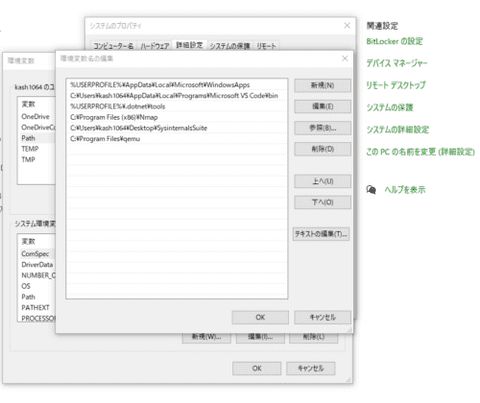 システムのプロパティ
コンピューター名 ハードウェア 詳細設定 システムの保護 リモート
環境変数
環境変数名の編集
kash1064 のユ
変数
OneDrive
OneDriveCo
Path
TEMP
TMP
%USERPROFILE%¥AppData¥Local¥Microsoft¥WindowsApps
C:¥Users¥kash1064¥AppData¥Local¥Programs¥Microsoft VS Code¥bin
%USERPROFILE%¥.dotnet¥tools
C:¥Program Files (x86)¥Nmap
C:¥Users¥kash1064¥Desktop¥SysinternalsSuite
C:¥Program Files¥qemu
新規(N)
編集(E)
参照(B)...
削除(D)
上へ(U)
下へ(O)
テキストの編集(T)...
OK
キャンセル
システム環境変
変数
ComSpec
DriverData
NUMBER_O
OS
Path
PATHEXT
PROCESSOR
新規(W)...
編集(I)...
削除(L)
OK
キャンセル
関連設定
BitLocker の設定
デバイス マネージャー
リモート デスクトップ
システムの保護
システムの詳細設定
この PC の名前を変更 (詳細設定)
ヘルプを表示